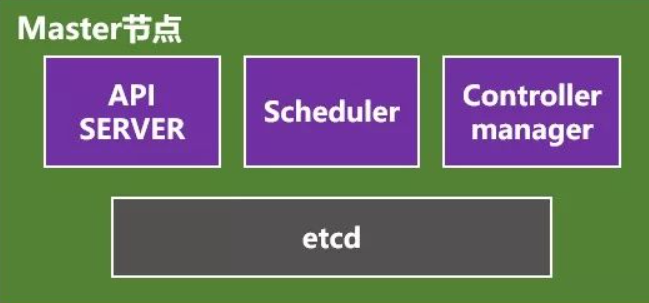 Master节点
API
SERVER
Scheduler
Controller
manager
etcd